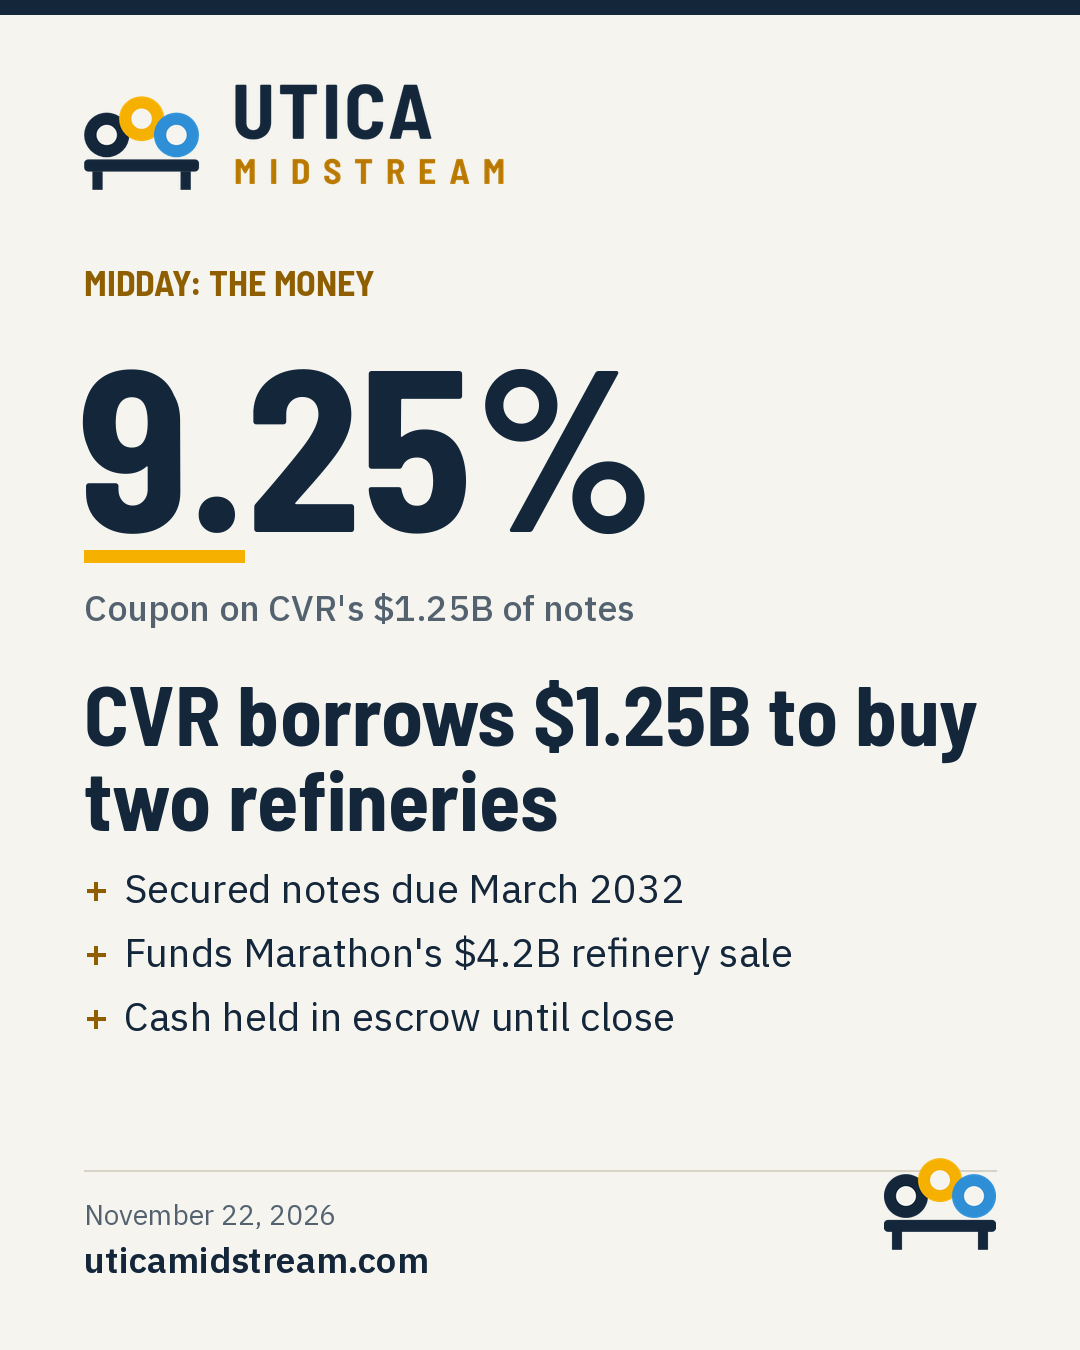 UTICA
MIDSTREAM
MIDDAY: THE MONEY
9.25%
Coupon on CVR's $1.25B of notes
CVR borrows $1.25B to buy
two refineries
+ Secured notes due March 2032
+ Funds Marathon's $4.2B refinery sale
+ Cash held in escrow until close
November 22, 2026
uticamidstream.com